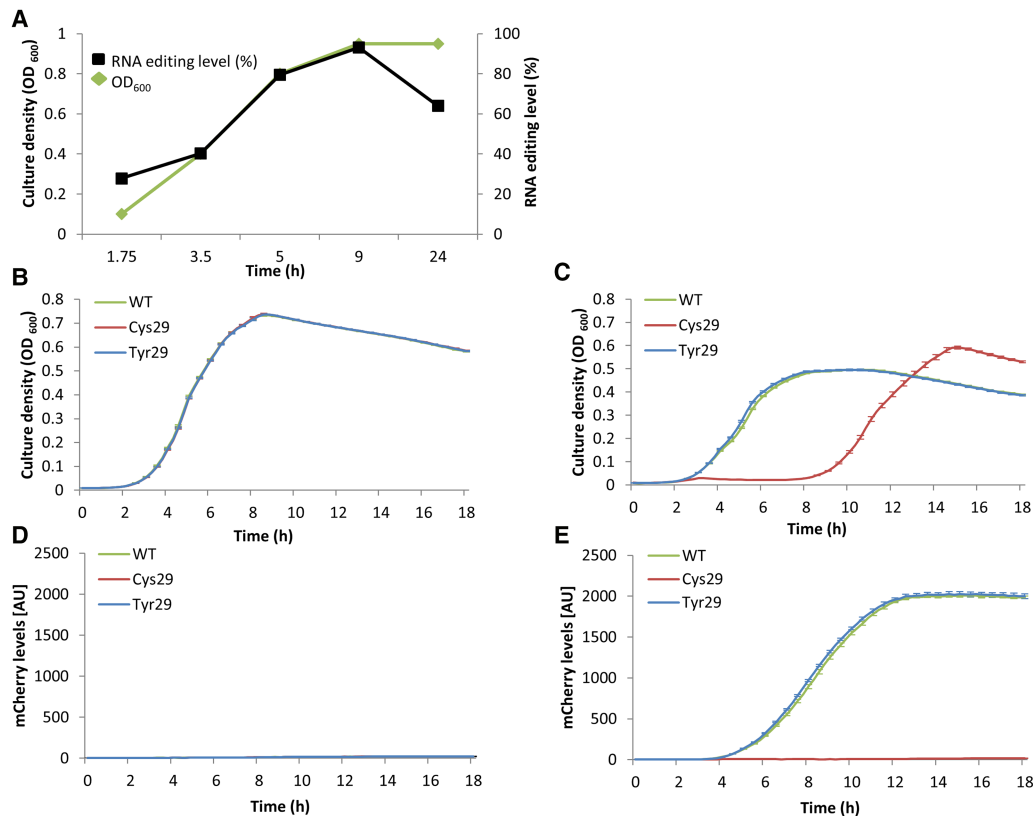 A
Culture density (OD 600)
1
0.8
0.6
0.4
0.2
0
RNA editing level (%)
OD600
100
80
60
40
20
0
RNA editing level (%)
1.75 3.5 5 9 24
Time (h)
B
Culture density (OD 600)
0.8
0.7
0.6
0.5
0.4
0.3
0.2
0.1
0
WT
Cys29
Tyr29
0 2 4 6 8 10 12 14 16 18
Time (h)
C
Culture density (OD 600)
0.8
0.7
0.6
0.5
0.4
0.3
0.2
0.1
0
WT
Cys29
Tyr29
0 2 4 6 8 10 12 14 16 18
Time (h)
D
mCherry levels [AU]
2500
2000
1500
1000
500
0
WT
Cys29
Tyr29
0 2 4 6 8 10 12 14 16 18
Time (h)
E
mCherry levels [AU]
2500
2000
1500
1000
500
0
WT
Cys29
Tyr29
0 2 4 6 8 10 12 14 16 18
Time (h)